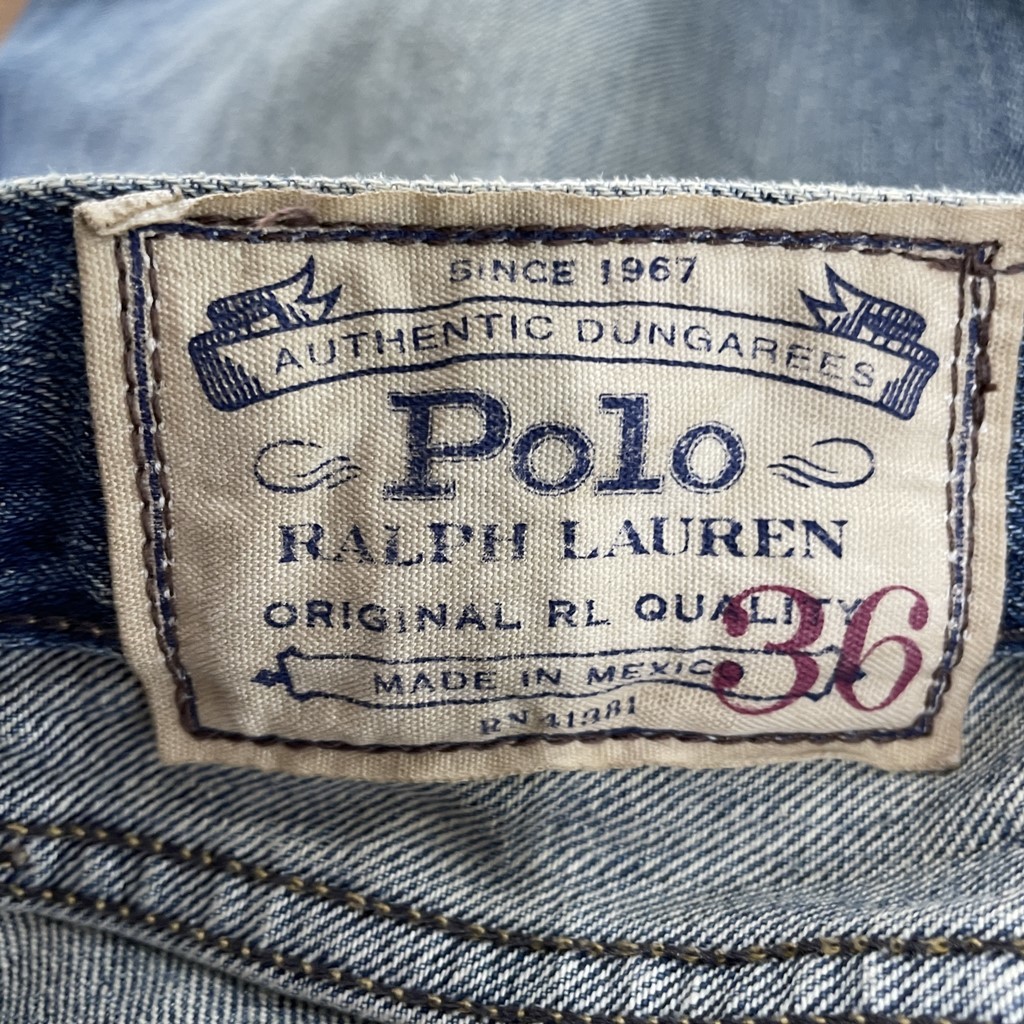 SINCE 1967
AUTHENTIC DUNGAREES
Polo
RALPH LAUREN
ORIGINAL RL QUALITY
MADE IN MEXICO
36
RN 41381